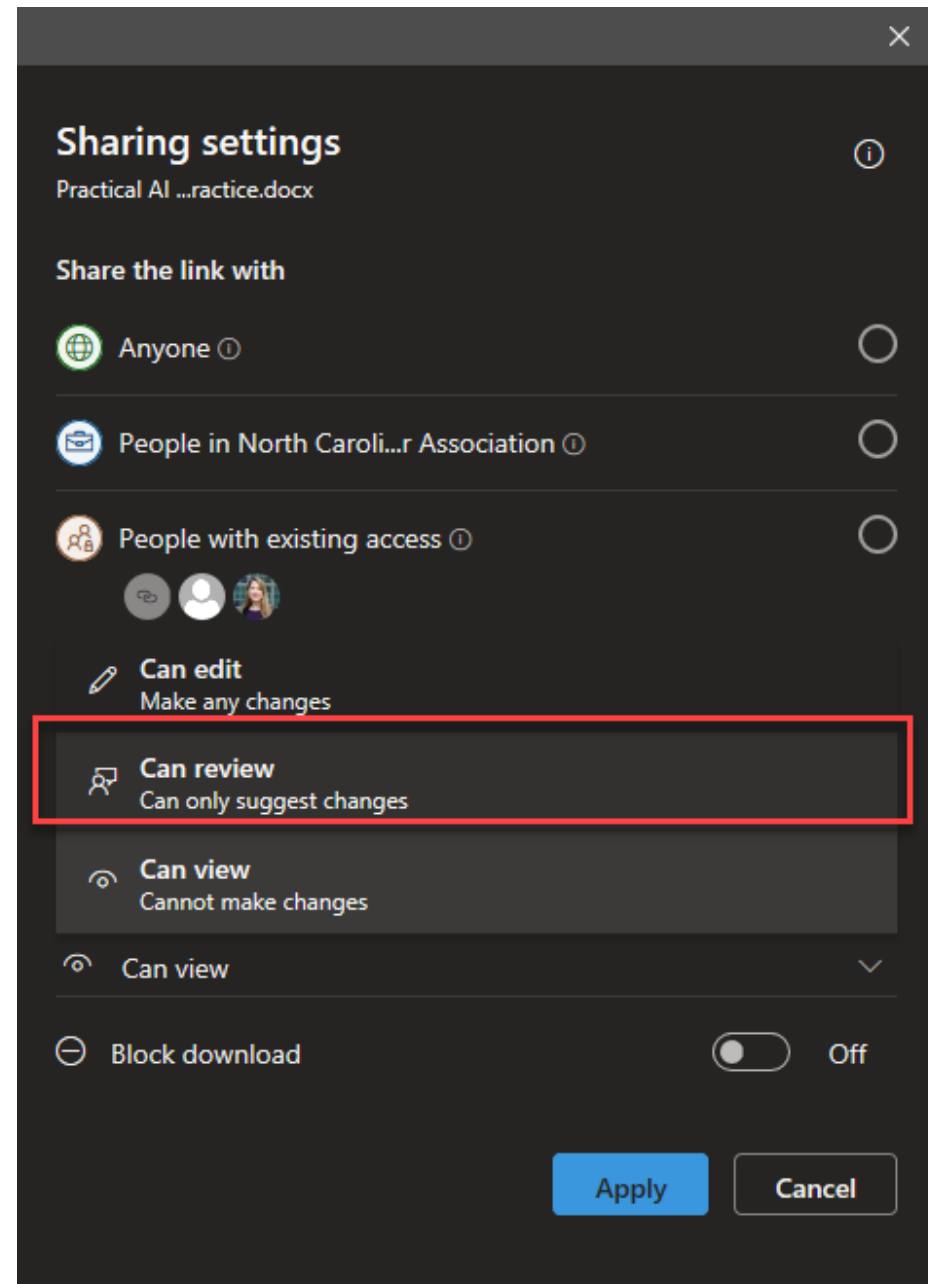 Sharing settings
Practical AI ...ractice.docx
Share the link with
Anyone
People in North Caroli...r Association
People with existing access
Can edit
Make any changes
Can review
Can only suggest changes
Can view
Cannot make changes
Can view
Block download
Off
Apply
Cancel